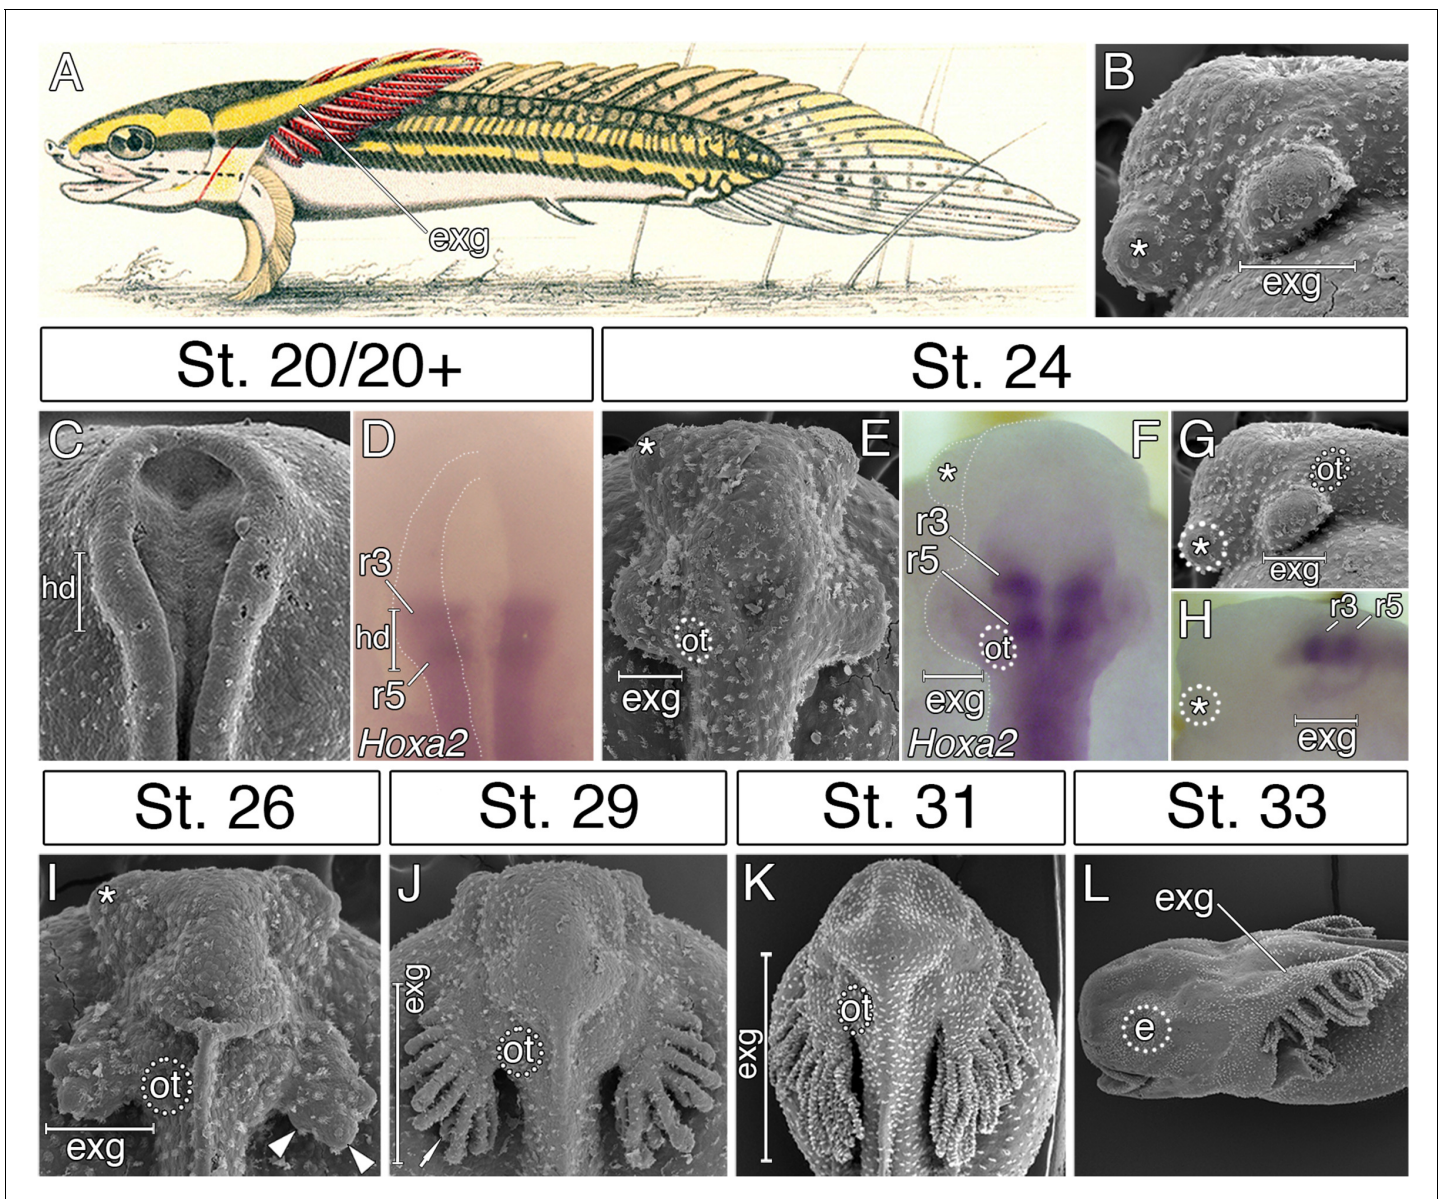 A
exg
B
*
exg
St. 20/20+
St. 24
C
hd
D
r3
hd
r5
Hoxa2
E
*
ot
exg
F
*
r3
r5
ot
exg
Hoxa2
G
ot
*
exg
H
r3
r5
*
exg
St. 26
St. 29
St. 31
St. 33
I
*
ot
exg
J
exg
ot
K
ot
exg
L
exg
e